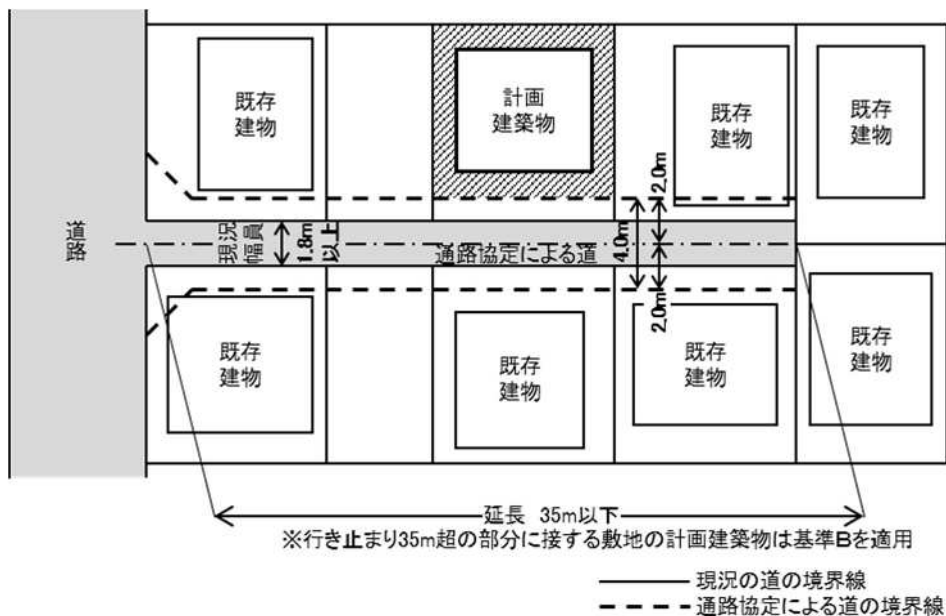 既存
建物
計画
建築物
既存
建物
既存
建物
道路
現況
幅員
1.8m
以上
通路協定による道
4.0m
2.0m
2.0m
既存
建物
既存
建物
既存
建物
既存
建物
延長 35m以下
※行き止まり35m超の部分に接する敷地の計画建築物は基準Bを適用
現況の道の境界線
通路協定による道の境界線